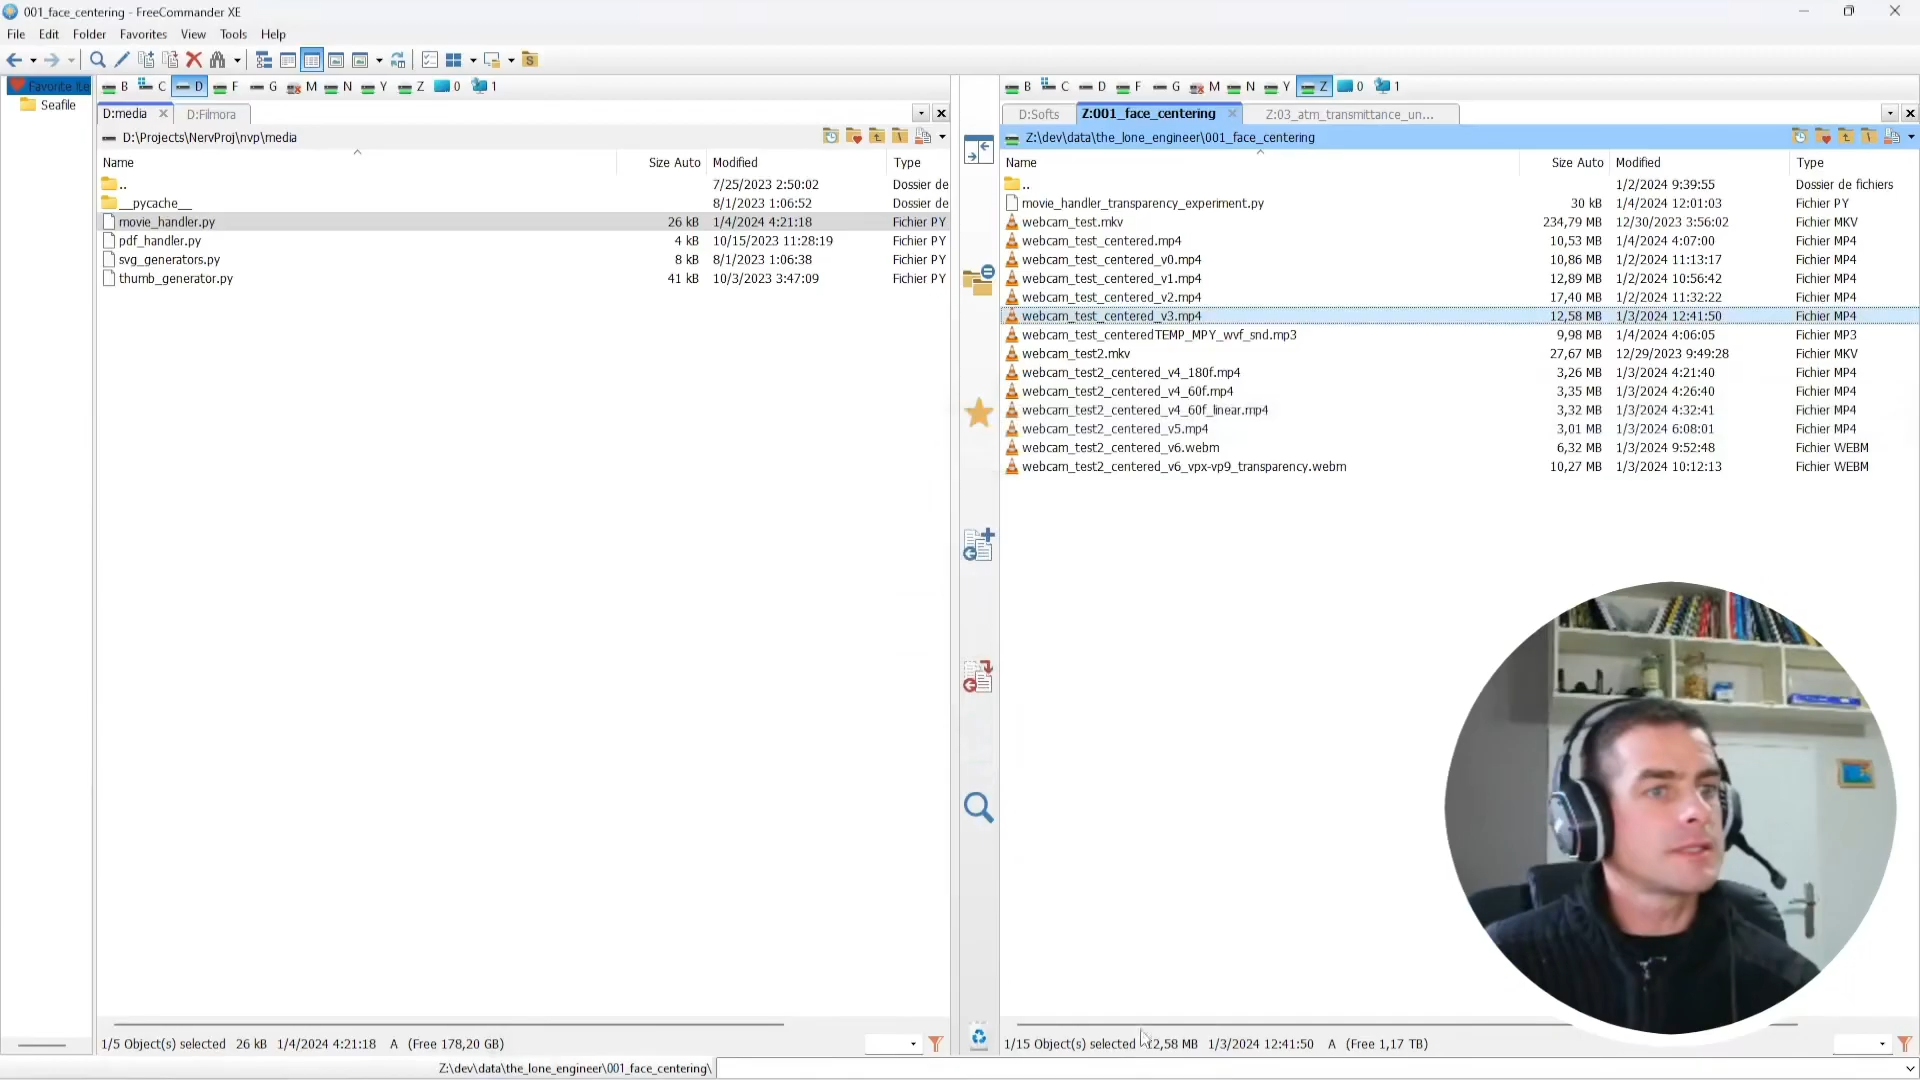 001_face_centering - FreeCommander XE
File Edit Folder Favorites View Tools Help
S
Favorite Ite
Seafile
B C D F G M N Y Z 0 1
D:media D:Filmora
D:\Projects\NervProj\nvp\media
Name Size Auto Modified Type
.. 7/25/2023 2:50:02 Dossier de
__pycache__ 8/1/2023 1:06:52 Dossier de
movie_handler.py 26 kB 1/4/2024 4:21:18 Fichier PY
pdf_handler.py 4 kB 10/15/2023 11:28:19 Fichier PY
svg_generators.py 8 kB 8/1/2023 1:06:38 Fichier PY
thumb_generator.py 41 kB 10/3/2023 3:47:09 Fichier PY
1/5 Object(s) selected 26 kB 1/4/2024 4:21:18 A (Free 178,20 GB)
B C D F G M N Y Z 0 1
D:Softs Z:001_face_centering Z:03_atm_transmittance_un...
Z:\dev\data\the_lone_engineer\001_face_centering
Name Size Auto Modified Type
.. 1/2/2024 9:39:55 Dossier de fichiers
movie_handler_transparency_experiment.py 30 kB 1/4/2024 12:01:03 Fichier PY
webcam_test.mkv 234,79 MB 12/30/2023 3:56:02 Fichier MKV
webcam_test_centered.mp4 10,53 MB 1/4/2024 4:07:00 Fichier MP4
webcam_test_centered_v0.mp4 10,86 MB 1/2/2024 11:13:17 Fichier MP4
webcam_test_centered_v1.mp4 12,89 MB 1/2/2024 10:56:42 Fichier MP4
webcam_test_centered_v2.mp4 17,40 MB 1/2/2024 11:32:22 Fichier MP4
webcam_test_centered_v3.mp4 12,58 MB 1/3/2024 12:41:50 Fichier MP4
webcam_test_centeredTEMP_MPY_wvf_snd.mp3 9,98 MB 1/4/2024 4:06:05 Fichier MP3
webcam_test2.mkv 27,67 MB 12/29/2023 9:49:28 Fichier MKV
webcam_test2_centered_v4_180f.mp4 3,26 MB 1/3/2024 4:21:40 Fichier MP4
webcam_test2_centered_v4_60f.mp4 3,35 MB 1/3/2024 4:26:40 Fichier MP4
webcam_test2_centered_v4_60f_linear.mp4 3,32 MB 1/3/2024 4:32:41 Fichier MP4
webcam_test2_centered_v5.mp4 3,01 MB 1/3/2024 6:08:01 Fichier MP4
webcam_test2_centered_v6.webm 6,32 MB 1/3/2024 9:52:48 Fichier WEBM
webcam_test2_centered_v6_vpx-vp9_transparency.webm 10,27 MB 1/3/2024 10:12:13 Fichier WEBM
1/15 Object(s) selected 12,58 MB 1/3/2024 12:41:50 A (Free 1,17 TB)
Z:\dev\data\the_lone_engineer\001_face_centering\